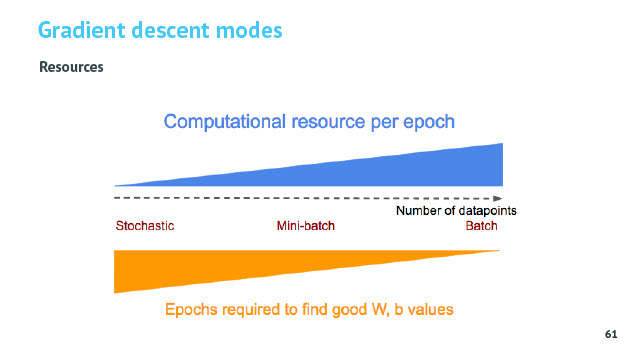 Gradient descent modes
Resources
Computational resource per epoch
Number of datapoints
Stochastic Mini-batch Batch
Epochs required to find good W, b values
61